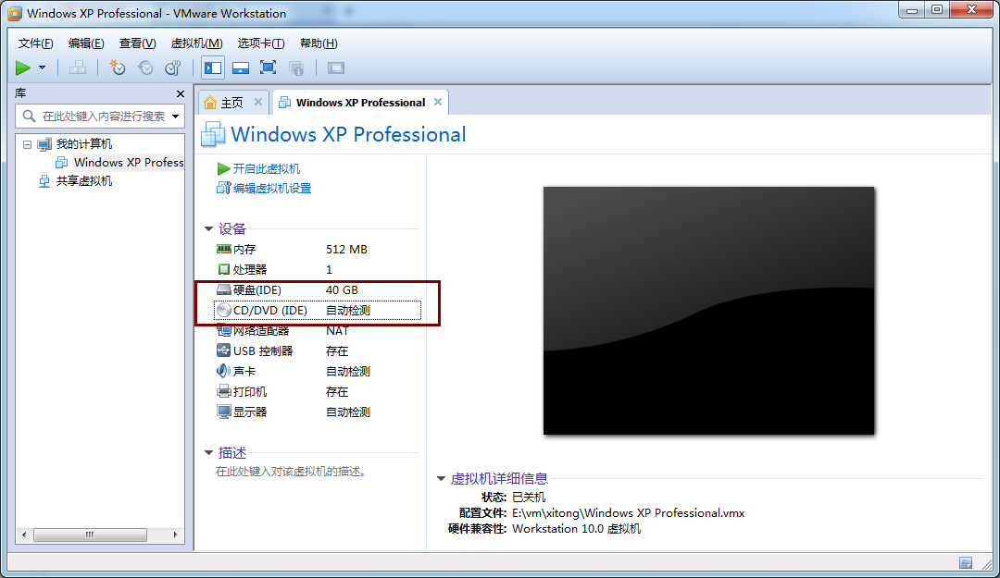 Windows XP Professional - VMware Workstation
文件(F) 编辑(E) 查看(V) 虚拟机(M) 选项卡(T) 帮助(H)
库
在此处键入内容进行搜索
我的计算机
Windows XP Profess
共享虚拟机
主页 Windows XP Professional
Windows XP Professional
开启此虚拟机
编辑虚拟机设置
设备
内存 512 MB
处理器 1
硬盘(IDE) 40 GB
CD/DVD (IDE) 自动检测
网络适配器 NAT
USB 控制器 存在
声卡 自动检测
打印机 存在
显示器 自动检测
描述
在此处键入对该虚拟机的描述。
虚拟机详细信息
状态: 已关机
配置文件: E:\vm\xitong\Windows XP Professional.vmx
硬件兼容性: Workstation 10.0 虚拟机